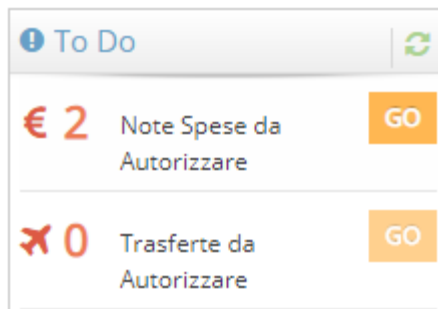 To Do
€ 2 Note Spese da GO
Autorizzare
0 Trasferte da GO
Autorizzare